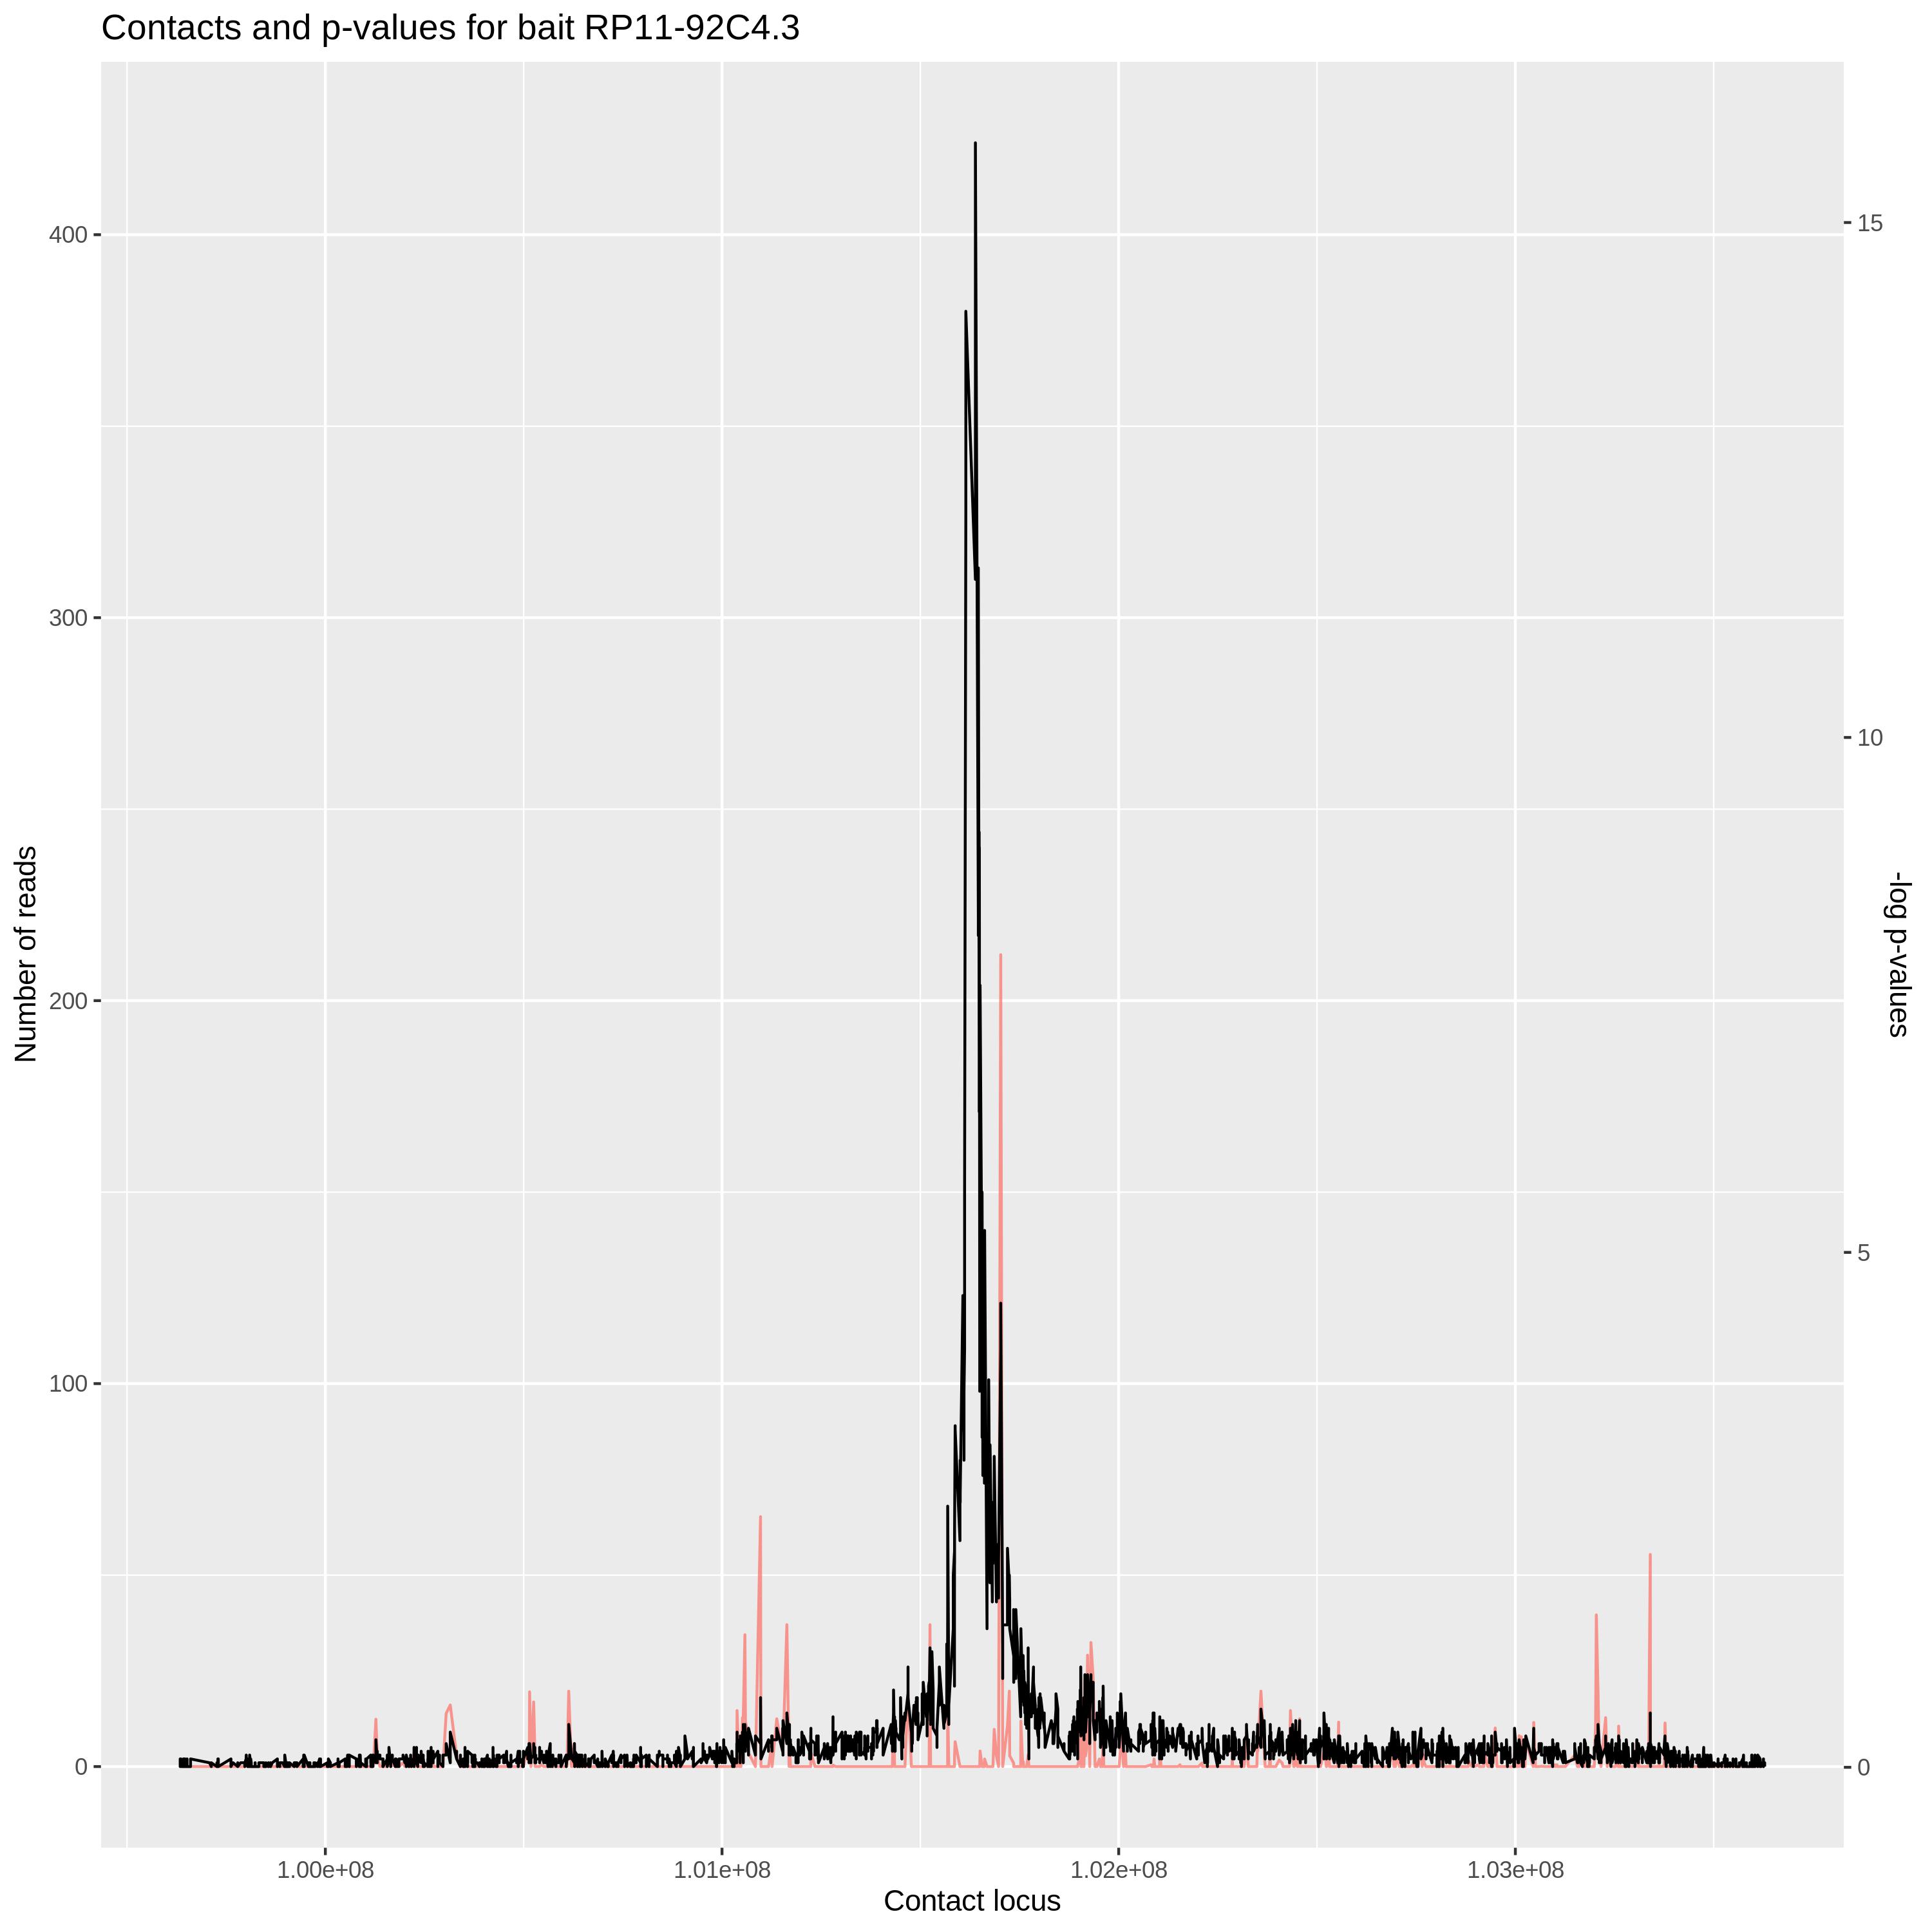 Contacts and p-values for bait RP11-92C4.3
Number of reads
400
300
200
100
0
15
10
5
0
-log p-values
1.00e+08
1.01e+08
1.02e+08
1.03e+08
Contact locus